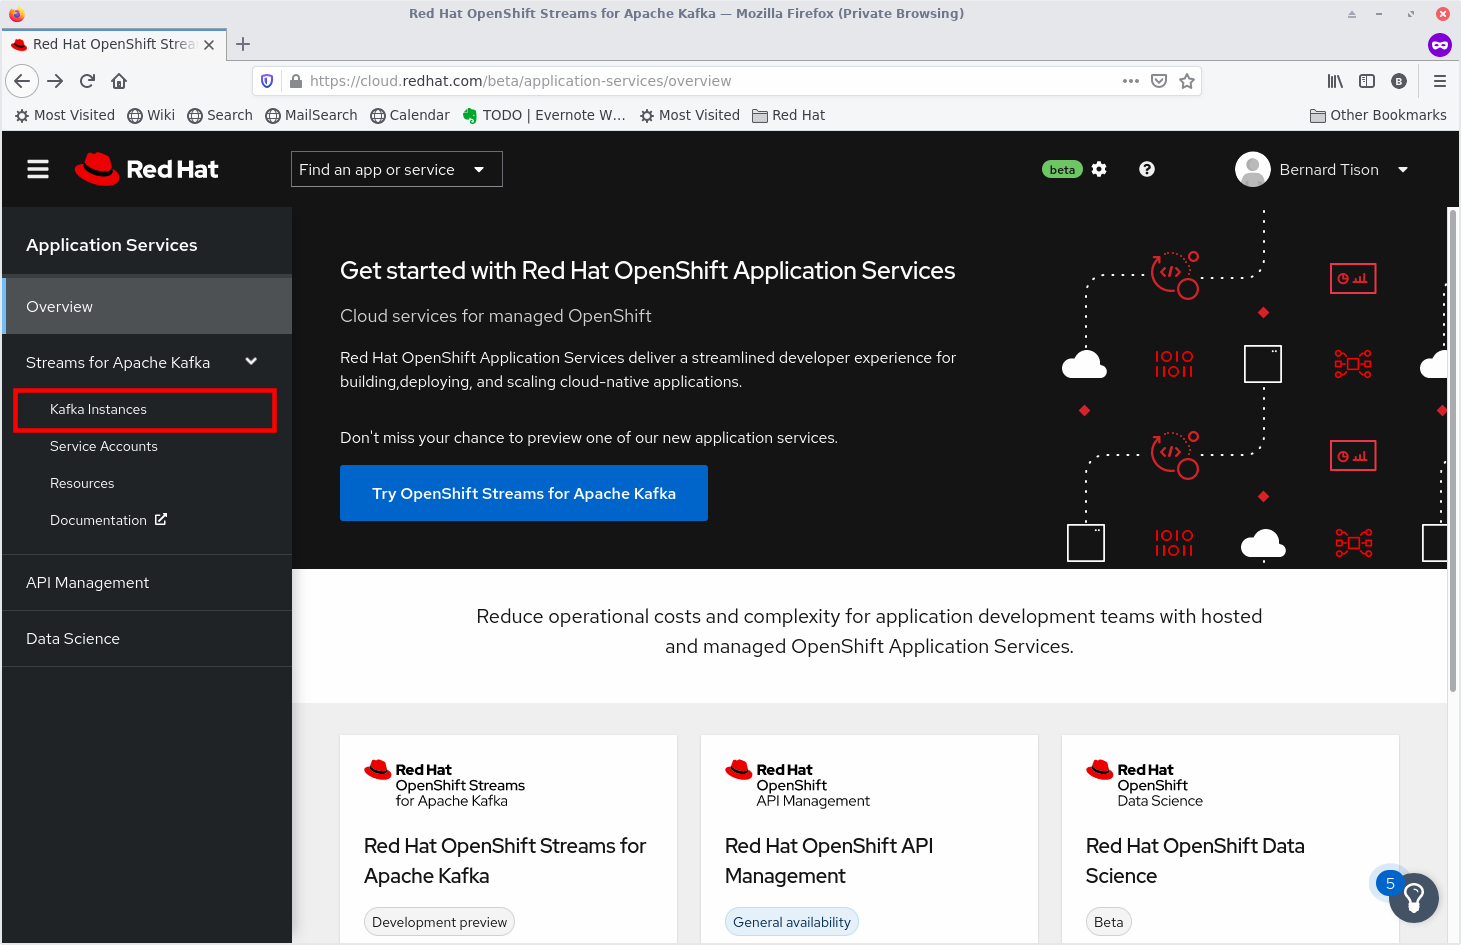 Red Hat OpenShift Streams for Apache Kafka — Mozilla Firefox (Private Browsing)
Red Hat OpenShift Strea
https://cloud.redhat.com/beta/application-services/overview
B
Most Visited Wiki Search MailSearch Calendar TODO | Evernote W... Most Visited Red Hat Other Bookmarks
Red Hat Find an app or service beta Bernard Tison
Application Services
Overview
Streams for Apache Kafka
Kafka Instances
Service Accounts
Resources
Documentation
API Management
Data Science
Get started with Red Hat OpenShift Application Services
Cloud services for managed OpenShift
Red Hat OpenShift Application Services deliver a streamlined developer experience for
building,deploying, and scaling cloud-native applications.
Don't miss your chance to preview one of our new application services.
Try OpenShift Streams for Apache Kafka
Reduce operational costs and complexity for application development teams with hosted
and managed OpenShift Application Services.
Red Hat
OpenShift Streams
for Apache Kafka
Red Hat OpenShift Streams for
Apache Kafka
Development preview
Red Hat
OpenShift
API Management
Red Hat OpenShift API
Management
General availability
Red Hat
OpenShift
Data Science
Red Hat OpenShift Data
Science
Beta
5